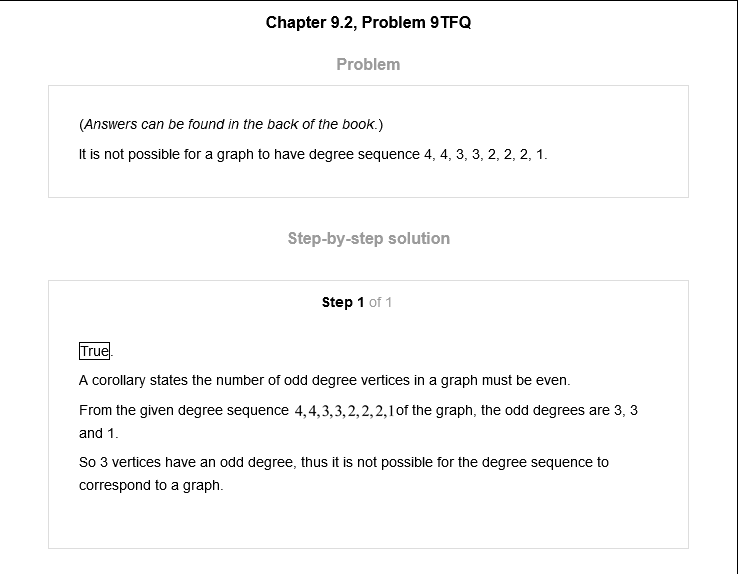 Chapter 9.2, Problem 9TFQ
Problem
(Answers can be found in the back of the book.)
It is not possible for a graph to have degree sequence 4, 4, 3, 3, 2, 2, 2, 1.
Step-by-step solution
Step 1 of 1
True.
A corollary states the number of odd degree vertices in a graph must be even.
From the given degree sequence 4,4,3,3,2,2,2,1of the graph, the odd degrees are 3, 3
and 1.
So 3 vertices have an odd degree, thus it is not possible for the degree sequence to
correspond to a graph.